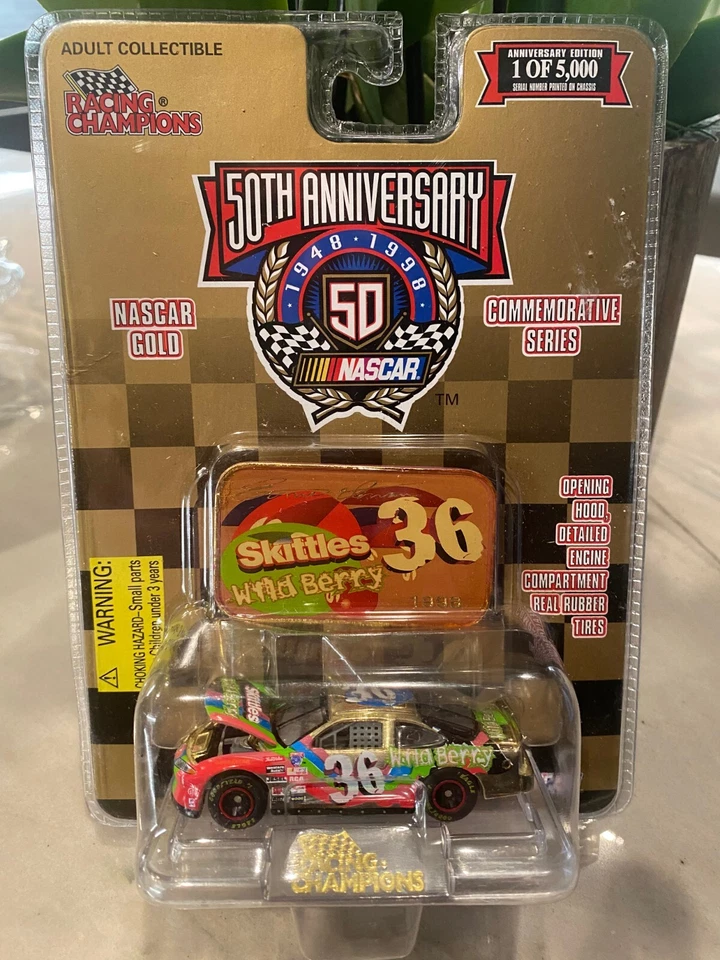 ADULT COLLECTIBLE
RACING ®
CHAMPIONS
ANNIVERSARY EDITION
1 OF 5,000
SERIAL NUMBER PRINTED ON CHASSIS
50TH ANNIVERSARY
1948 • 1998
50
NASCAR.
TM
NASCAR
GOLD
COMMEMORATIVE
SERIES
Skittles
Wild Berry
36
1998
OPENING
HOOD,
DETAILED
ENGINE
COMPARTMENT
REAL RUBBER
TIRES
WARNING:
CHOKING HAZARD–Small parts
Children under 3 years
36
36
Wild Berry
RACING
CHAMPIONS